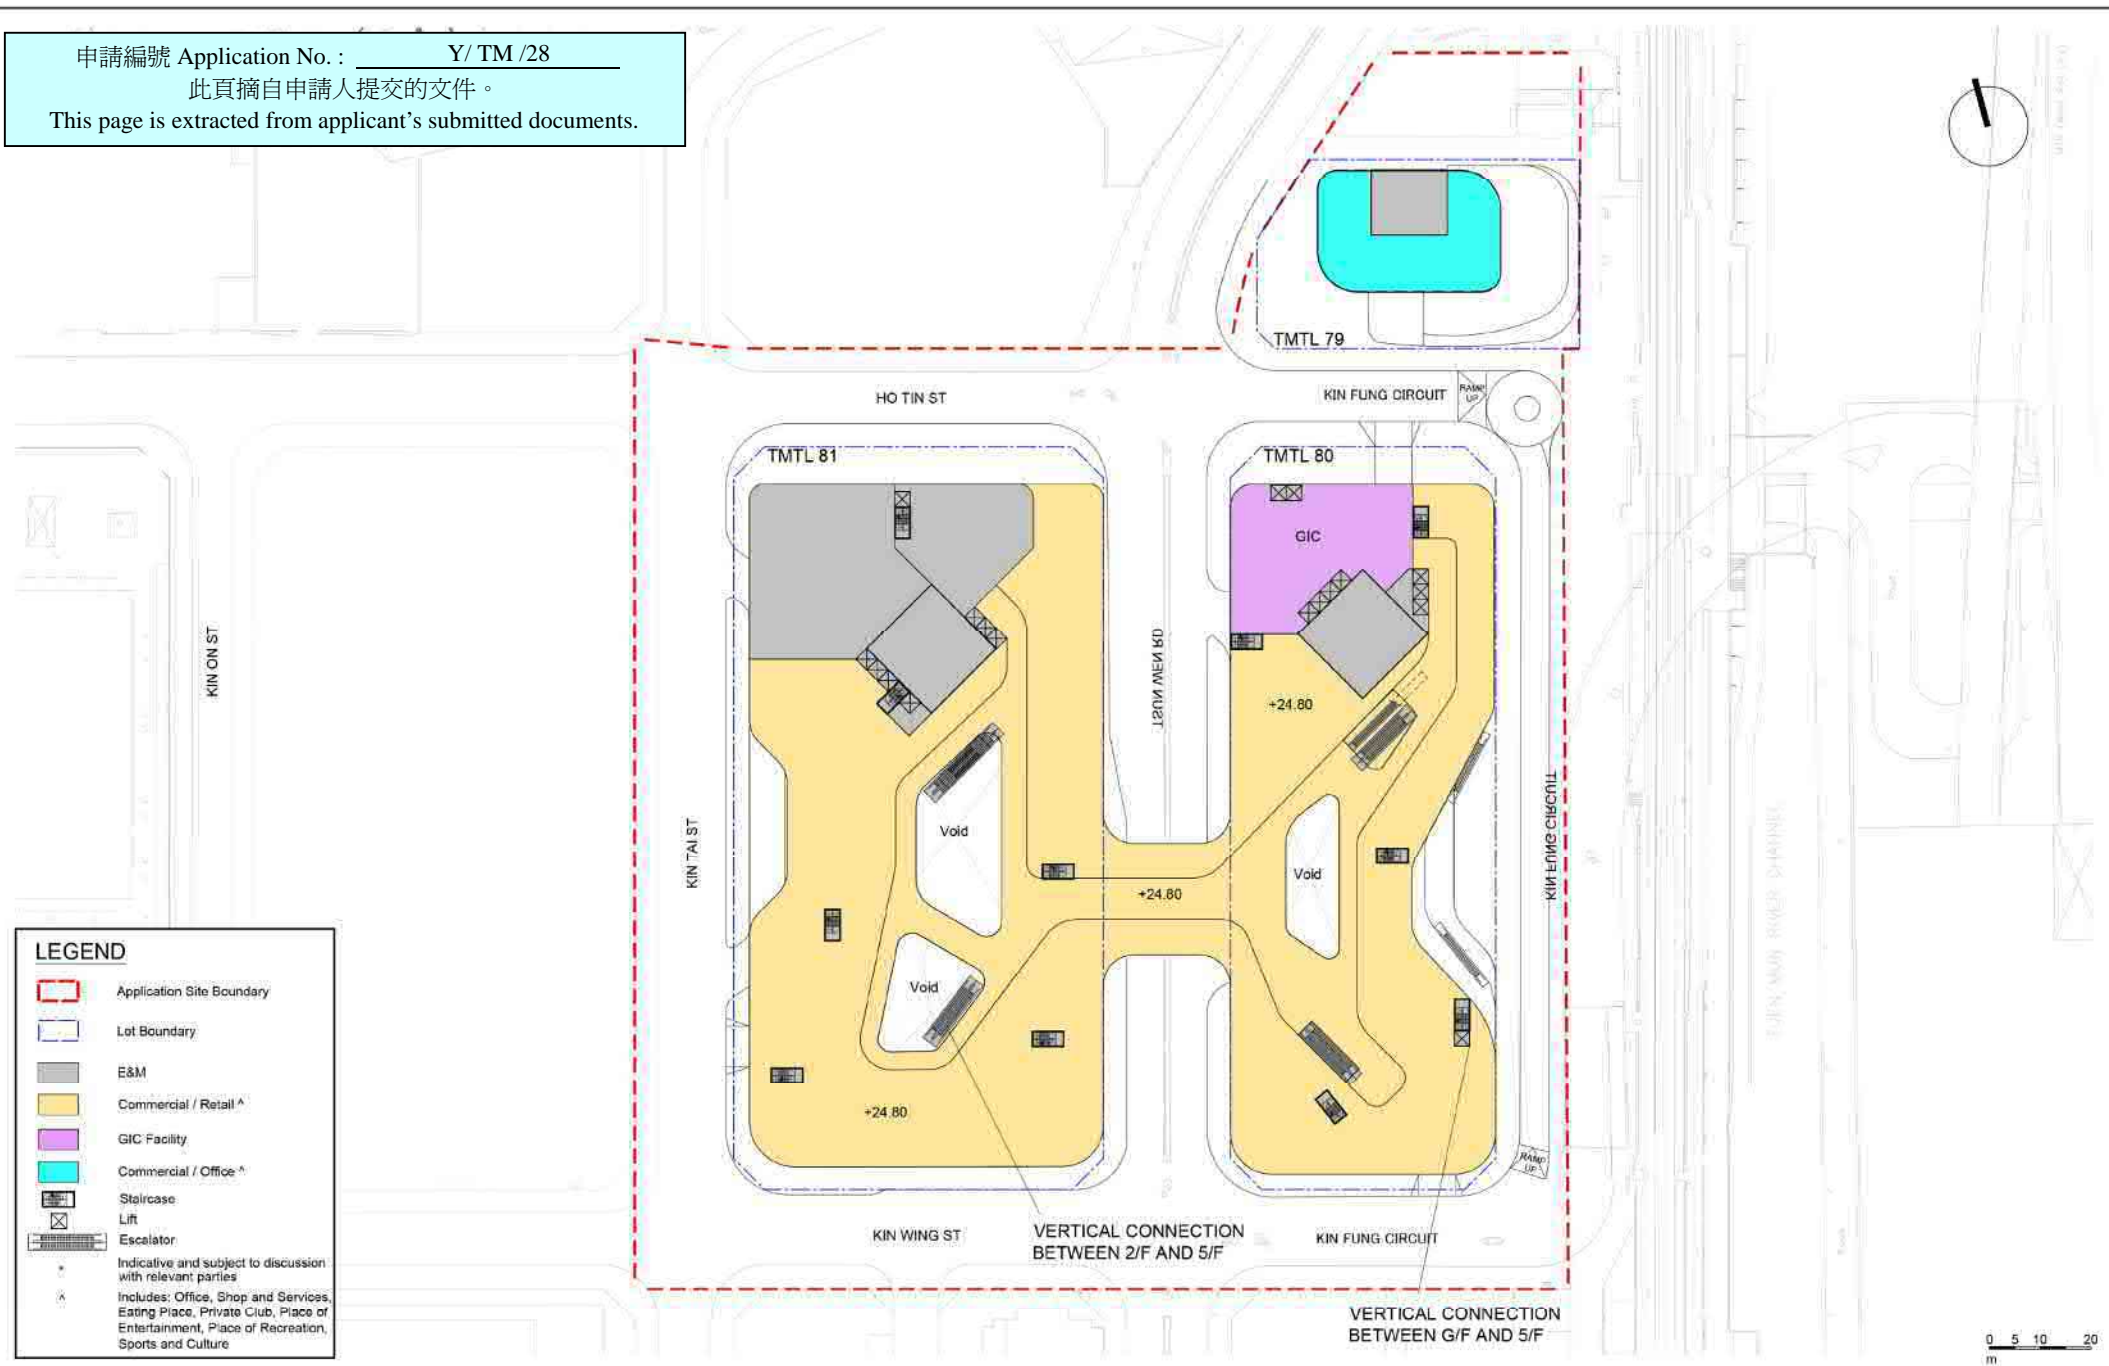 申請編號 Application No. : Y/ TM /28
此頁摘自申請人提交的文件。
This page is extracted from applicant's submitted documents.
TMTL 79
HO TIN ST
KIN FUNG CIRCUIT
RAMP UP
TMTL 81
TMTL 80
GIC
KIN ON ST
TSUN WEN RD
+24.80
KIN TAI ST
KIN FUNG CIRCUIT
Void
Void
+24.80
Void
+24.80
RAMP UP
KIN WING ST
KIN FUNG CIRCUIT
VERTICAL CONNECTION
BETWEEN 2/F AND 5/F
VERTICAL CONNECTION
BETWEEN G/F AND 5/F
TUEN MUN RIVER CHANNEL
LEGEND
Application Site Boundary
Lot Boundary
E&M
Commercial / Retail ^
GIC Facility
Commercial / Office ^
Staircase
Lift
Escalator
* Indicative and subject to discussion
with relevant parties
^ Includes: Office, Shop and Services,
Eating Place, Private Club, Place of
Entertainment, Place of Recreation,
Sports and Culture
0 5 10 20
m